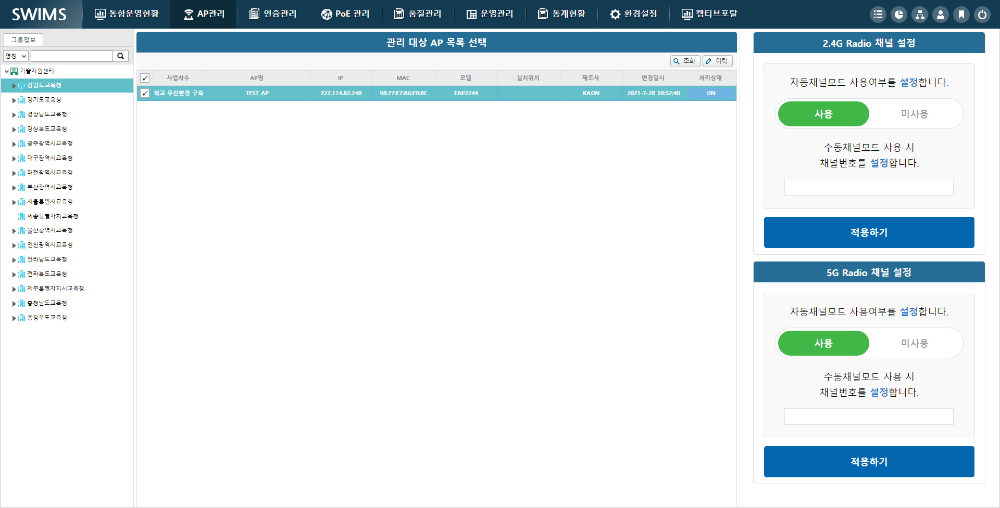 SWIMS 통합운영현황 AP관리 인증관리 PoE 관리 품질관리 운영관리 통계현황 환경설정 캡티브포탈
그룹정보
명칭
기술지원센터
강원도교육청
경기도교육청
경상남도교육청
경상북도교육청
광주광역시교육청
대구광역시교육청
대전광역시교육청
부산광역시교육청
서울특별시교육청
세종특별자치교육청
울산광역시교육청
인천광역시교육청
전라남도교육청
전라북도교육청
제주특별자치시교육청
충청남도교육청
충청북도교육청
관리 대상 AP 목록 선택
조회 이력
사업차수 AP명 IP MAC 모델 설치위치 제조사 변경일시 처리상태
학교 무선환경 구축 TEST_AP 222.114.82.240 98:77:E7:B6:E0:8C EAP2244 KAON 2021-7-28 10:52:40 ON
2.4G Radio 채널 설정
자동채널모드 사용여부를 설정합니다.
사용 미사용
수동채널모드 사용 시
채널번호를 설정합니다.
적용하기
5G Radio 채널 설정
자동채널모드 사용여부를 설정합니다.
사용 미사용
수동채널모드 사용 시
채널번호를 설정합니다.
적용하기